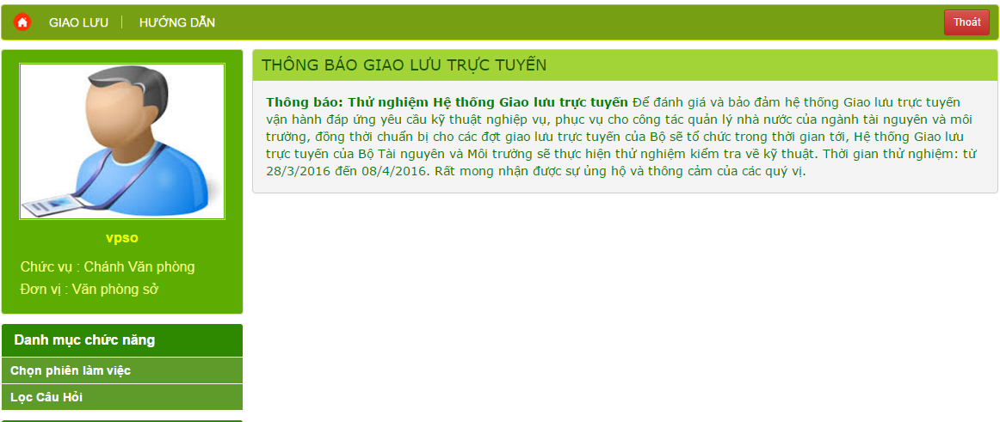 GIAO LƯU
HƯỚNG DẪN
Thoát
vpso
Chức vụ : Chánh Văn phòng
Đơn vị : Văn phòng sở
Danh mục chức năng
Chọn phiên làm việc
Lọc Câu Hỏi
THÔNG BÁO GIAO LƯU TRỰC TUYẾN
Thông báo: Thử nghiệm Hệ thống Giao lưu trực tuyến Để đánh giá và bảo đảm hệ thống Giao lưu trực tuyến
vận hành đáp ứng yêu cầu kỹ thuật nghiệp vụ, phục vụ cho công tác quản lý nhà nước của ngành tài nguyên và môi
trường, đồng thời chuẩn bị cho các đợt giao lưu trực tuyến của Bộ sẽ tổ chức trong thời gian tới, Hệ thống Giao lưu
trực tuyến của Bộ Tài nguyên và Môi trường sẽ thực hiện thử nghiệm kiểm tra về kỹ thuật. Thời gian thử nghiệm: từ
28/3/2016 đến 08/4/2016. Rất mong nhận được sự ủng hộ và thông cảm của các quý vị.